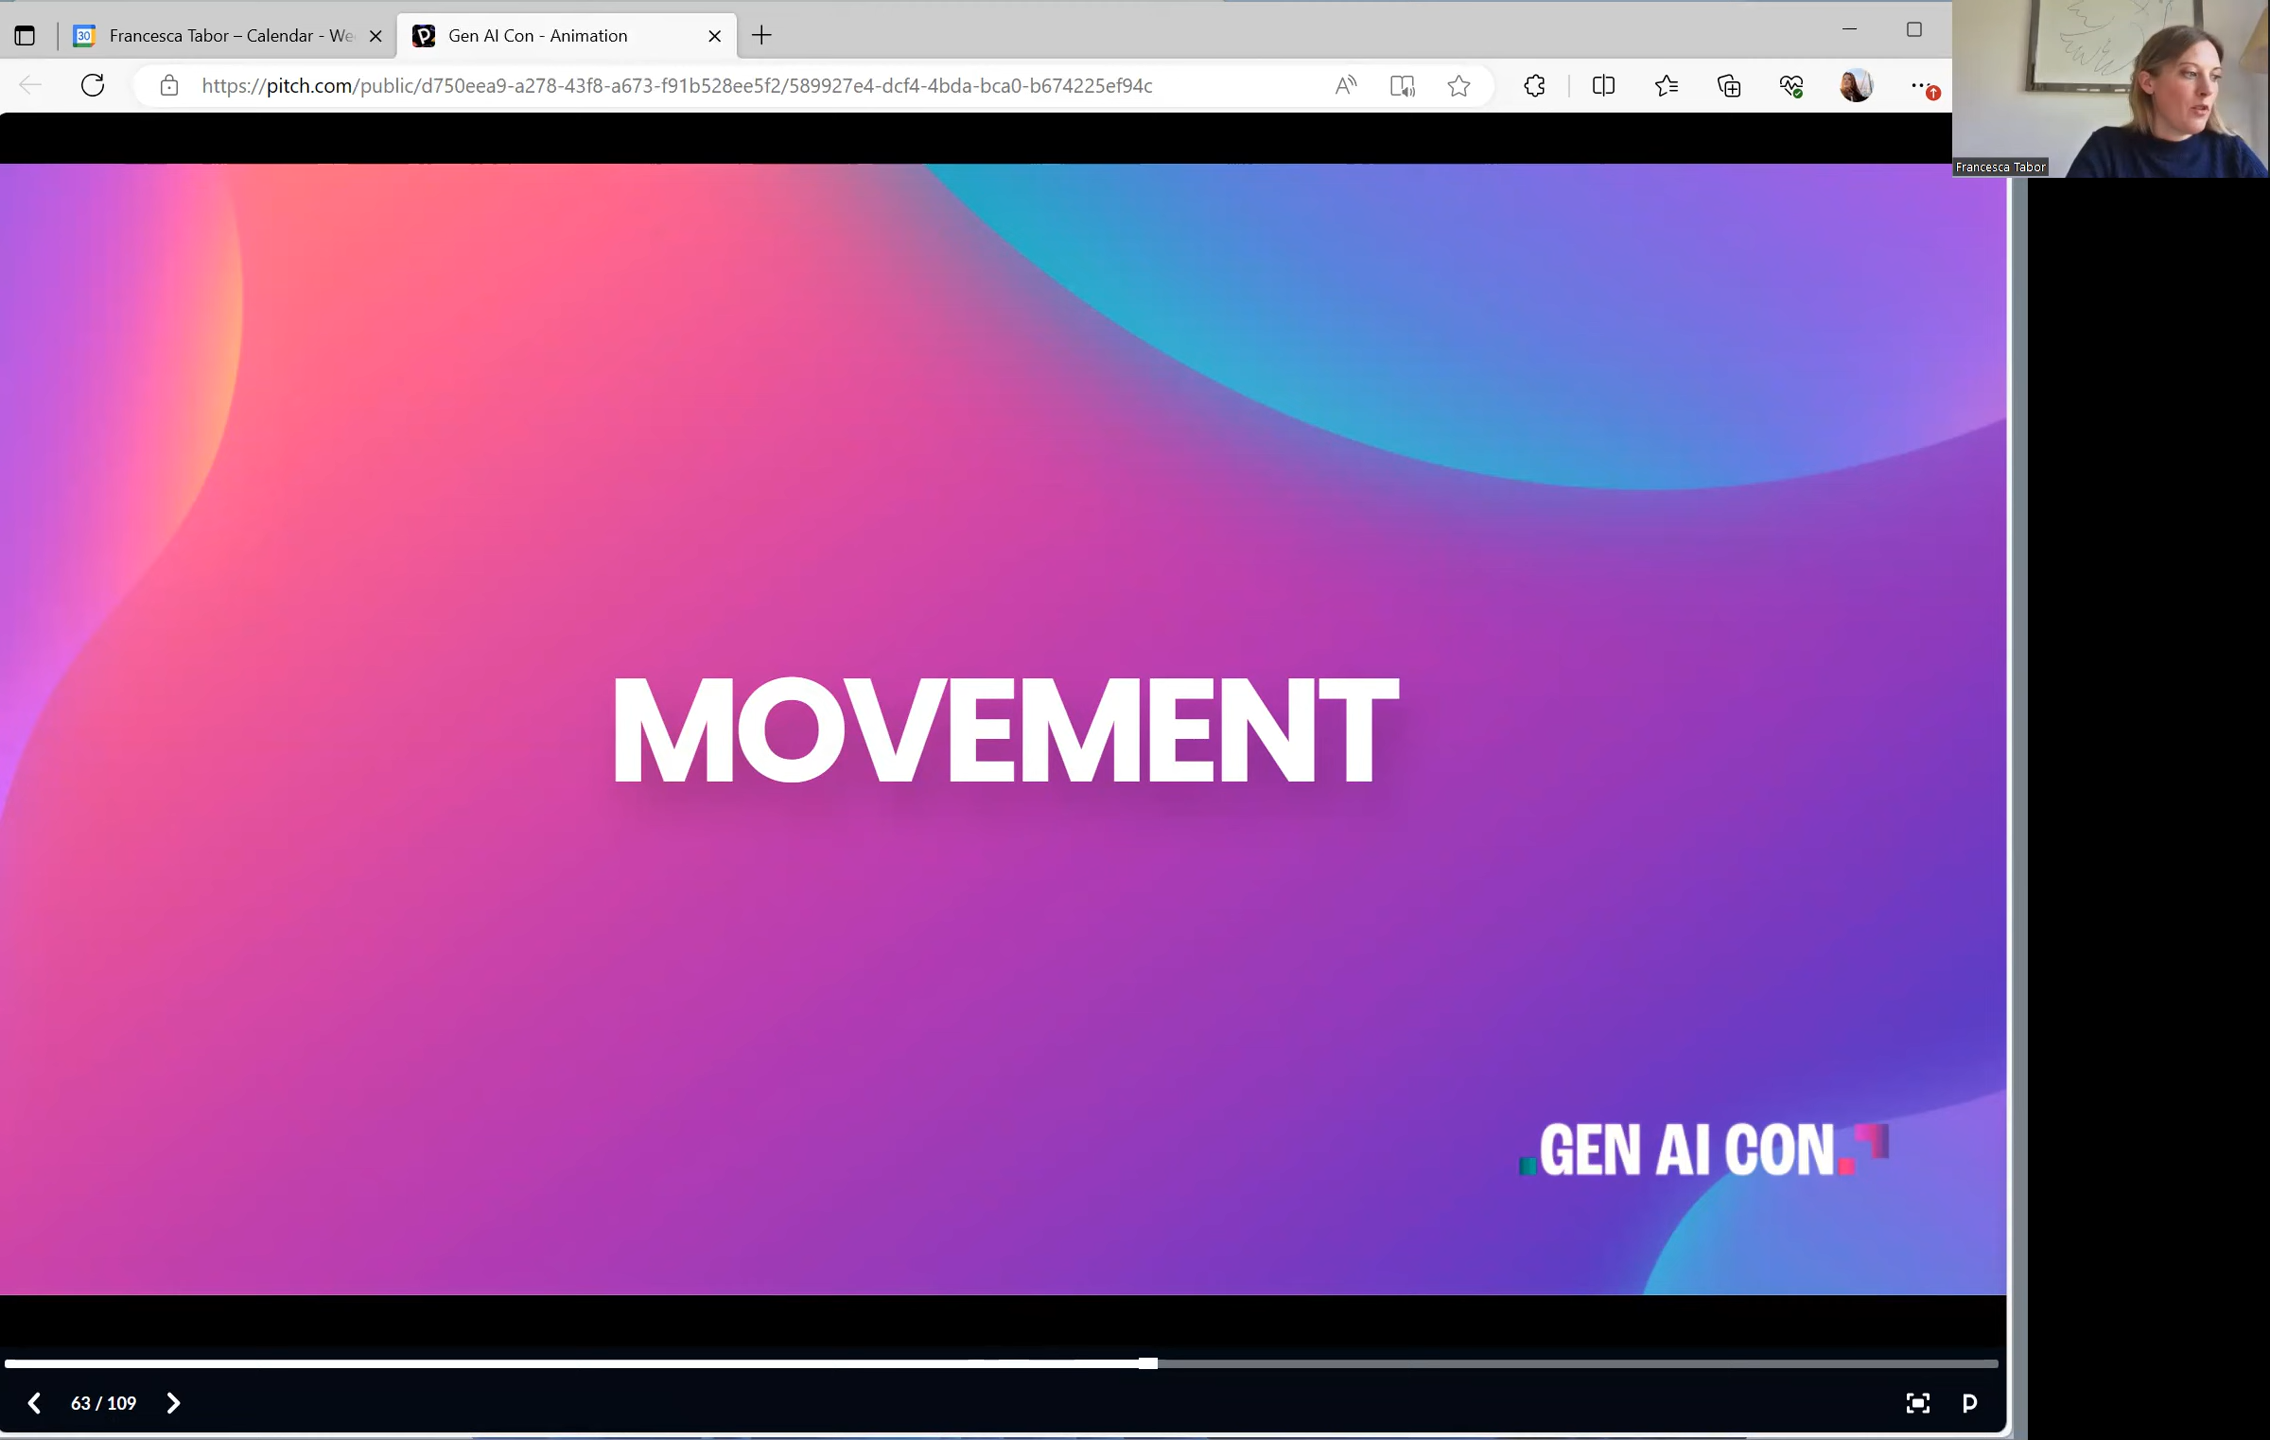 Francesca Tabor – Calendar - We
Gen AI Con - Animation
https://pitch.com/public/d750eea9-a278-43f8-a673-f91b528ee5f2/589927e4-dcf4-4bda-bca0-b674225ef94c
Francesca Tabor
MOVEMENT
GEN AI CON
63 / 109